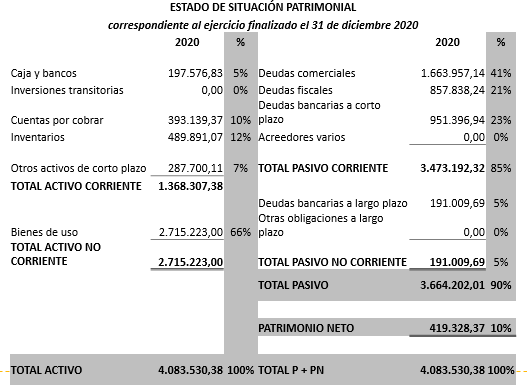 ESTADO DE SITUACIÓN PATRIMONIAL
correspondiente al ejercicio finalizado el 31 de diciembre 2020
2020 % 2020 %
Caja y bancos 197.576,83 5% Deudas comerciales 1.663.957,14 41%
Inversiones transitorias 0,00 0% Deudas fiscales 857.838,24 21%
Deudas bancarias a corto
Cuentas por cobrar 393.139,37 10% plazo 951.396,94 23%
Inventarios 489.891,07 12% Acreedores varios 0,00 0%
Otros activos de corto plazo 287.700,11 7% TOTAL PASIVO CORRIENTE 3.473.192,32 85%
TOTAL ACTIVO CORRIENTE 1.368.307,38
Deudas bancarias a largo plazo 191.009,69 5%
Otras obligaciones a largo
Bienes de uso 2.715.223,00 66% plazo 0,00 0%
TOTAL ACTIVO NO
CORRIENTE 2.715.223,00 TOTAL PASIVO NO CORRIENTE 191.009,69 5%
TOTAL PASIVO 3.664.202,01 90%
PATRIMONIO NETO 419.328,37 10%
TOTAL ACTIVO 4.083.530,38 100% TOTAL P + PN 4.083.530,38 100%